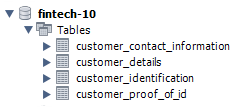 fintech-10
Tables
customer_contact_information
customer_details
customer_identification
customer_proof_of_id